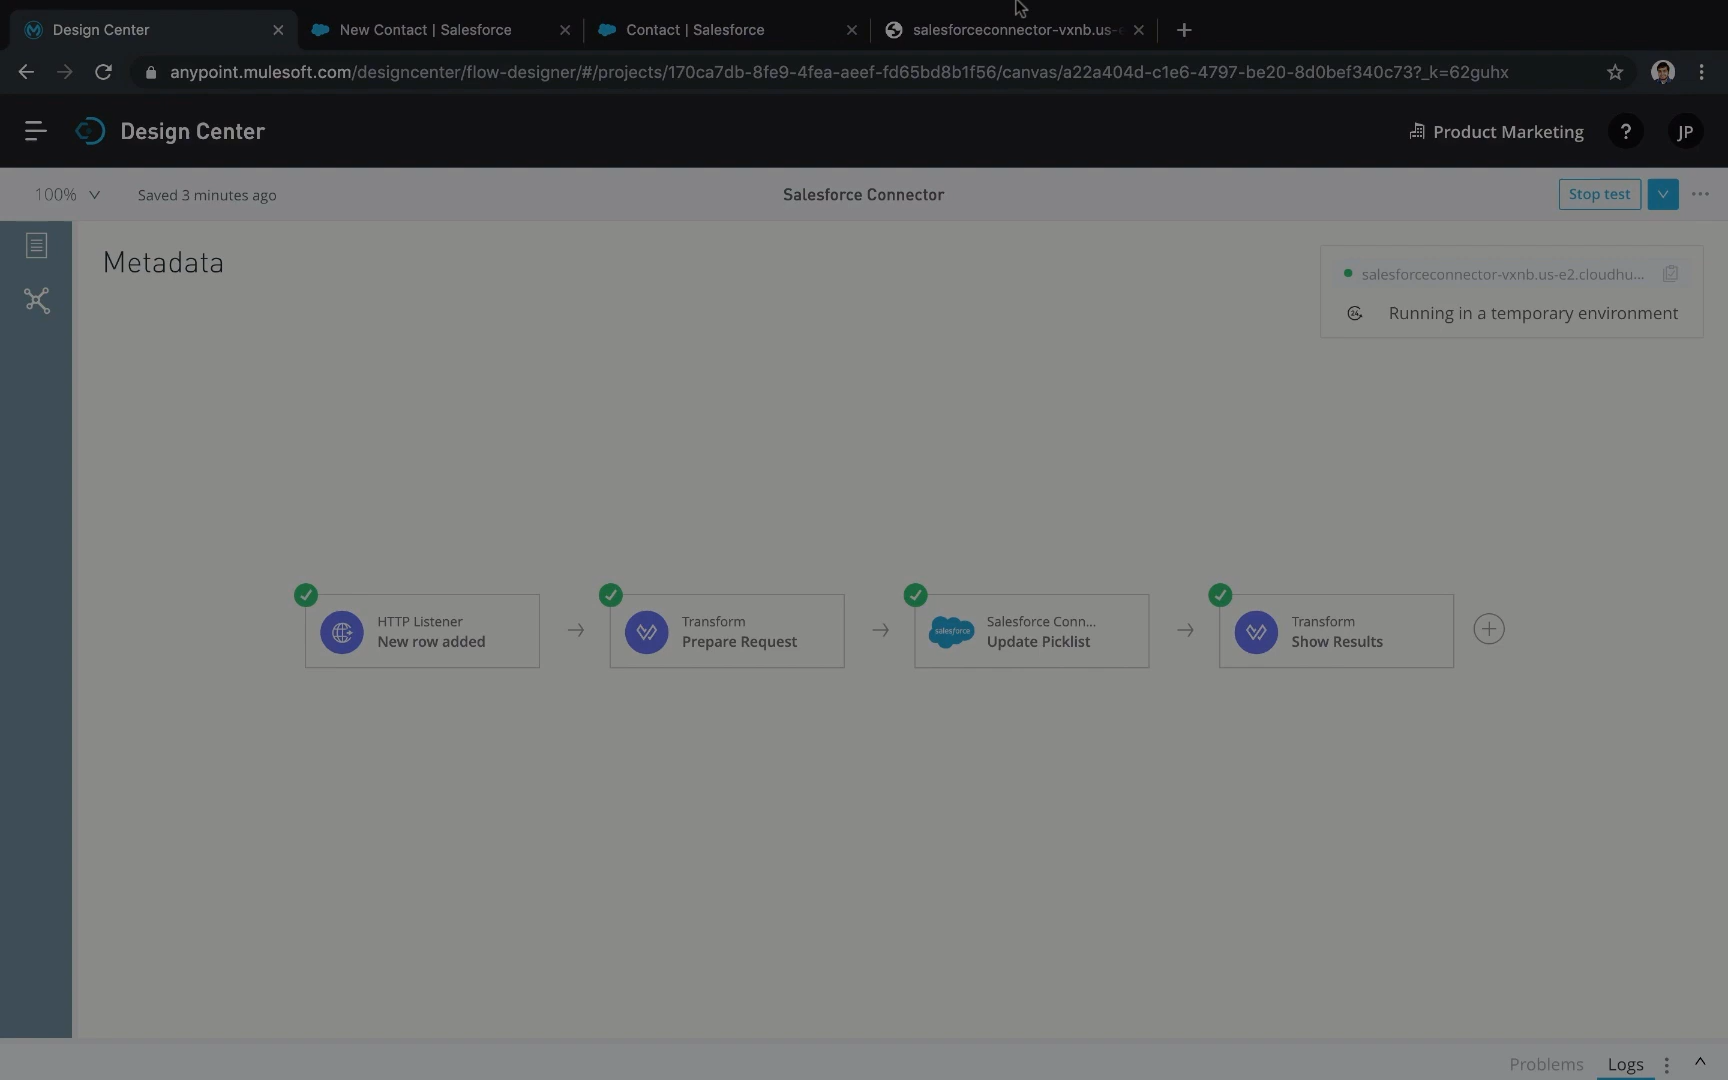 Design Center
New Contact | Salesforce
Contact | Salesforce
salesforceconnector-vxnb.us-e
anypoint.mulesoft.com/designcenter/flow-designer/#/projects/170ca7db-8fe9-4fea-aeef-fd65bd8b1f56/canvas/a22a404d-c1e6-4797-be20-8d0bef340c73?_k=62guhx
Design Center
Product Marketing
?
JP
100%
Saved 3 minutes ago
Salesforce Connector
Stop test
Metadata
salesforceconnector-vxnb.us-e2.cloudhu...
Running in a temporary environment
HTTP Listener
New row added
Transform
Prepare Request
salesforce
Salesforce Conn...
Update Picklist
Transform
Show Results
Problems
Logs